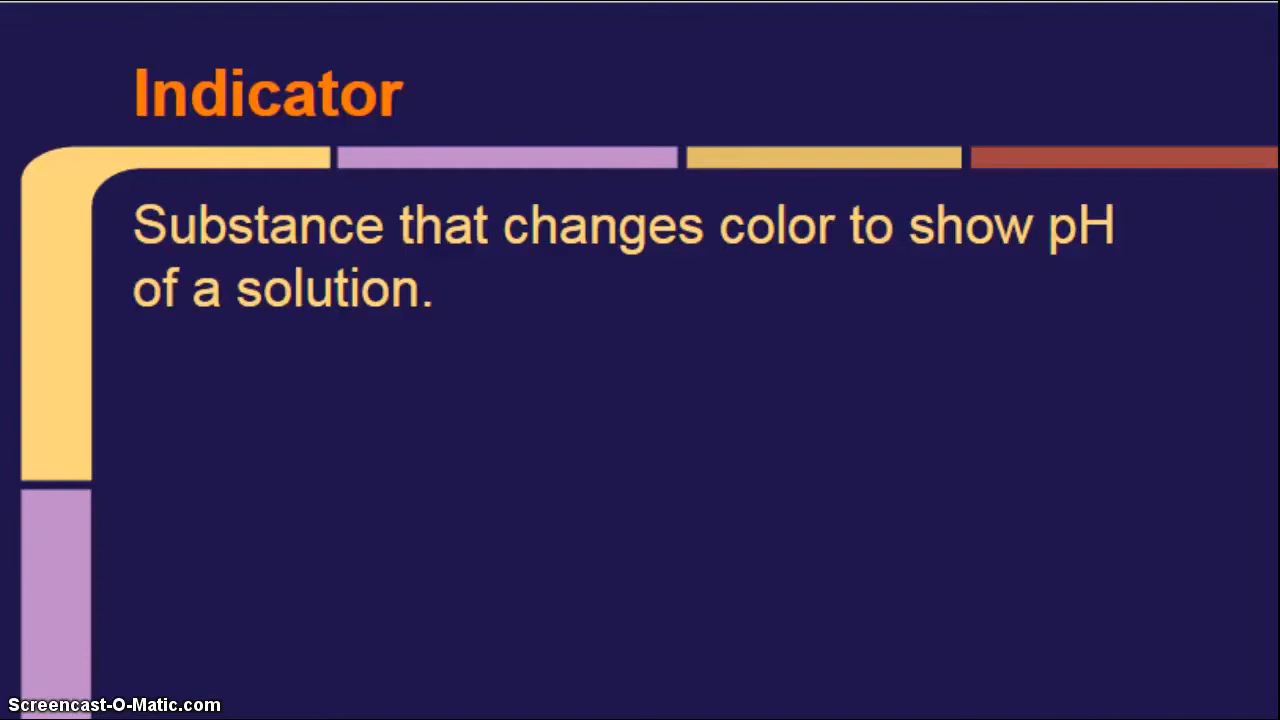 Indicator
Substance that changes color to show pH
of a solution.
Screencast-O-Matic.com